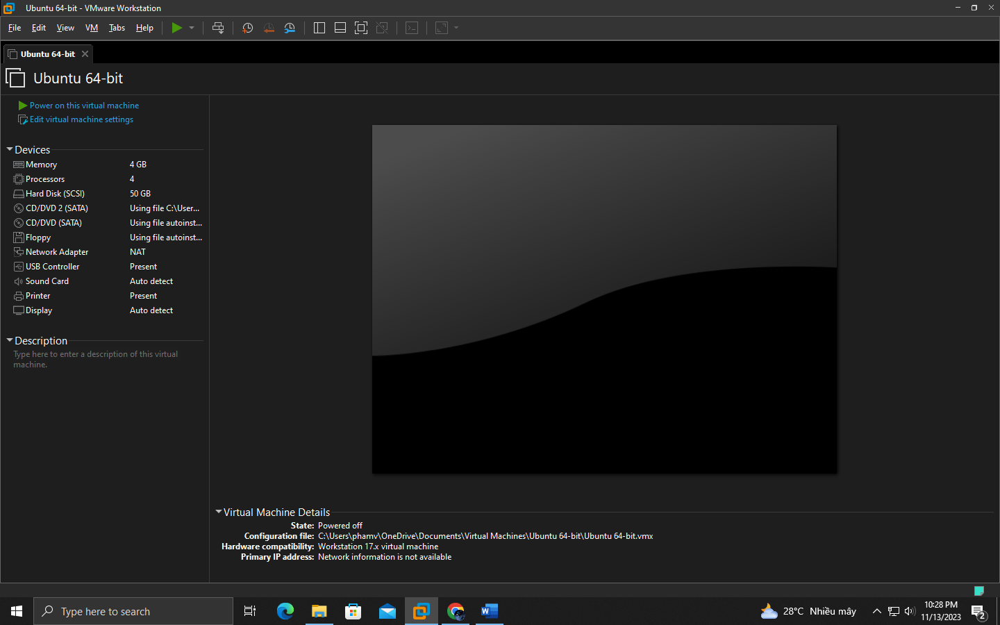 Ubuntu 64-bit - VMware Workstation
File Edit View VM Tabs Help
Ubuntu 64-bit
Ubuntu 64-bit
Power on this virtual machine
Edit virtual machine settings
Devices
Memory 4 GB
Processors 4
Hard Disk (SCSI) 50 GB
CD/DVD 2 (SATA) Using file C:\User...
CD/DVD (SATA) Using file autoinst...
Floppy Using file autoinst...
Network Adapter NAT
USB Controller Present
Sound Card Auto detect
Printer Present
Display Auto detect
Description
Type here to enter a description of this virtual
machine.
Virtual Machine Details
State: Powered off
Configuration file: C:\Users\phamv\OneDrive\Documents\Virtual Machines\Ubuntu 64-bit\Ubuntu 64-bit.vmx
Hardware compatibility: Workstation 17.x virtual machine
Primary IP address: Network information is not available
Type here to search
28°C Nhiều mây
10:28 PM
11/13/2023
2